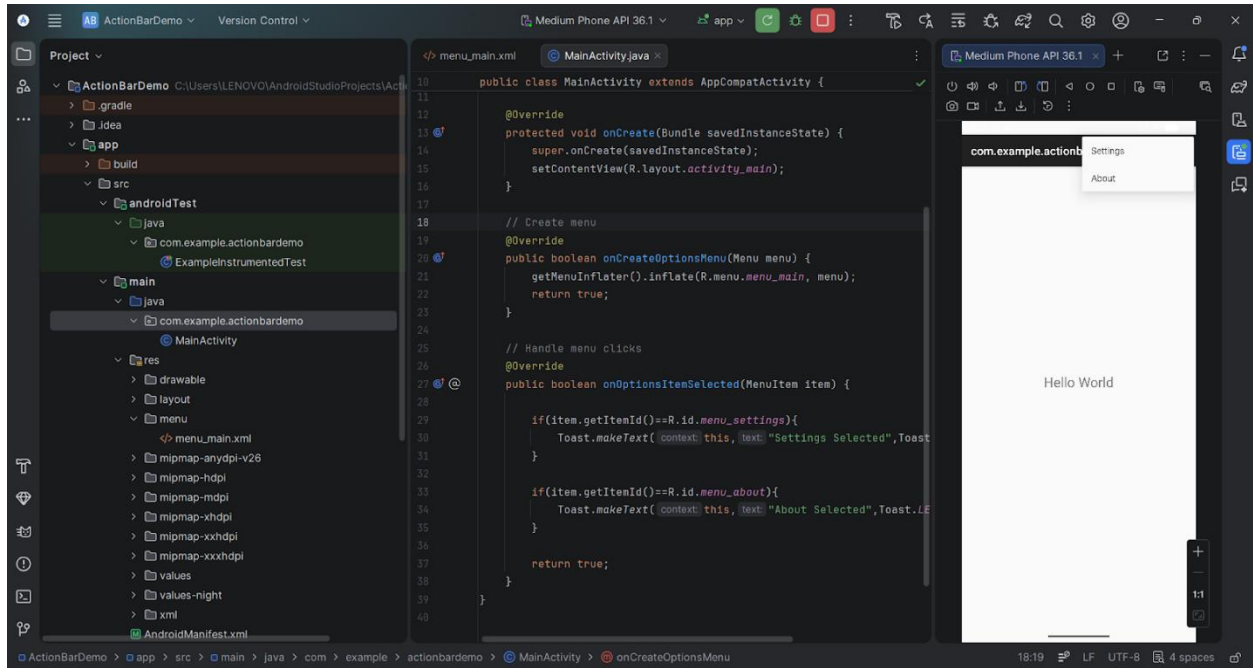 AB ActionBarDemo Version Control Medium Phone API 36.1 app
Project
ActionBarDemo C:\Users\LENOVO\AndroidStudioProjects\Acti
.gradle
.idea
app
build
src
androidTest
java
com.example.actionbardemo
ExampleInstrumentedTest
main
java
com.example.actionbardemo
MainActivity
res
drawable
layout
menu
menu_main.xml
mipmap-anydpi-v26
mipmap-hdpi
mipmap-mdpi
mipmap-xhdpi
mipmap-xxhdpi
mipmap-xxxhdpi
values
values-night
xml
AndroidManifest.xml
menu_main.xml MainActivity.java
10 public class MainActivity extends AppCompatActivity {
11
12 @Override
13 protected void onCreate(Bundle savedInstanceState) {
14 super.onCreate(savedInstanceState);
15 setContentView(R.layout.activity_main);
16 }
17
18 // Create menu
19 @Override
20 public boolean onCreateOptionsMenu(Menu menu) {
21 getMenuInflater().inflate(R.menu.menu_main, menu);
22 return true;
23 }
24
25 // Handle menu clicks
26 @Override
27 @ public boolean onOptionsItemSelected(MenuItem item) {
28
29 if(item.getItemId()==R.id.menu_settings){
30 Toast.makeText( context: this, text: "Settings Selected",Toast
31 }
32
33 if(item.getItemId()==R.id.menu_about){
34 Toast.makeText( context: this, text: "About Selected",Toast.LE
35 }
36
37 return true;
38 }
39 }
40
Medium Phone API 36.1
com.example.actionb
Settings
About
Hello World
1:1
ActionBarDemo > app > src > main > java > com > example > actionbardemo > MainActivity > onCreateOptionsMenu 18:19 LF UTF-8 4 spaces